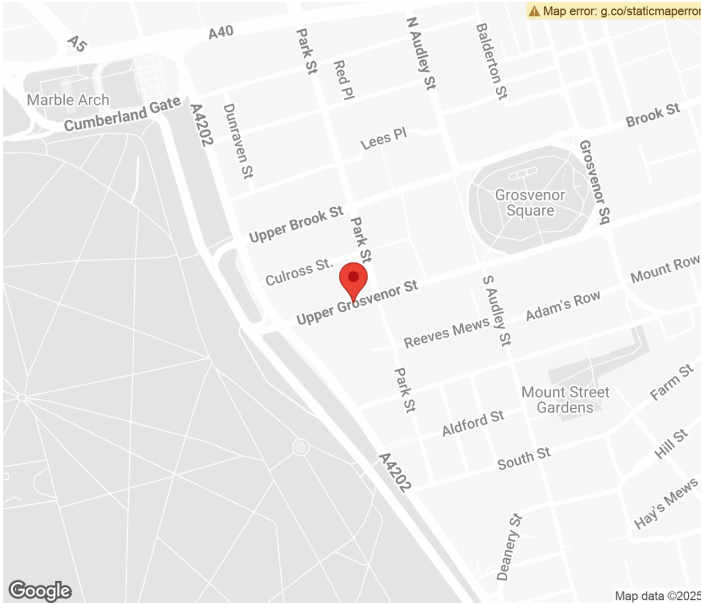 Map error: g.co/staticmaperror
A5
A40
Park St
N Audley St
Balderton St
Red Pl
Marble Arch
Cumberland Gate
A4202
Dunraven St
Lees Pl
Brook St
Grosvenor Sq
Grosvenor
Square
Upper Brook St
Park St
Culross St.
Upper Grosvenor St
S Audley St
Mount Row
Adam's Row
Reeves Mews
Park St
Mount Street
Gardens
Farm St
Aldford St
South St
Hill St
A4202
Hay's Mews
Deanery St
Google
Map data ©2025